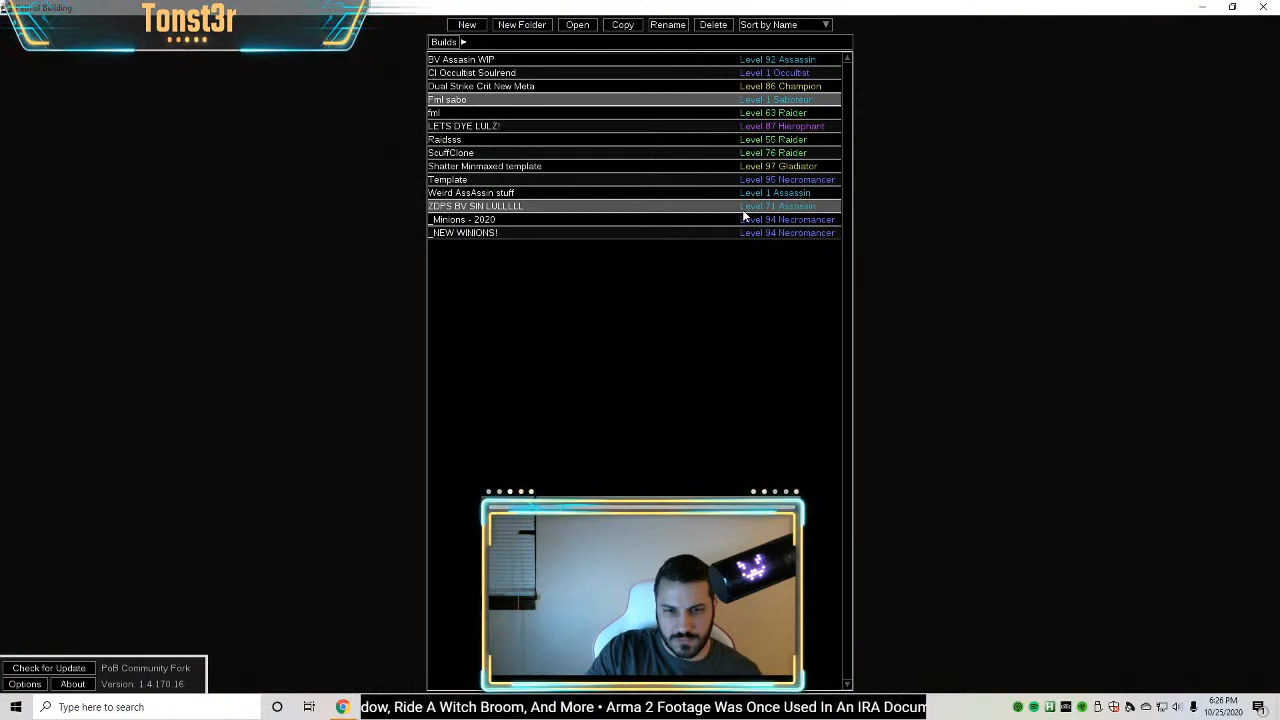 Path of Building
Tonst3r
New
New Folder
Open
Copy
Rename
Delete
Sort by Name
Builds
BV Assasin WIP Level 92 Assassin
CI Occultist Soulrend Level 1 Occultist
Dual Strike Crit New Meta Level 86 Champion
Fml sabo Level 1 Saboteur
fml Level 63 Raider
LETS DYE LULZ! Level 87 Hierophant
Raidsss Level 55 Raider
ScuffClone Level 76 Raider
Shatter Minmaxed template Level 97 Gladiator
Template Level 95 Necromancer
Weird AssAssin stuff Level 1 Assassin
ZDPS BV SIN LULLLLL Level 71 Assassin
_Minions - 2020 Level 94 Necromancer
_NEW WINIONS! Level 94 Necromancer
Check for Update PoB Community Fork
Options About Version: 1.4.170.16
Type here to search
dow, Ride A Witch Broom, And More • Arma 2 Footage Was Once Used In An IRA Docum
6:26 PM
10/25/2020